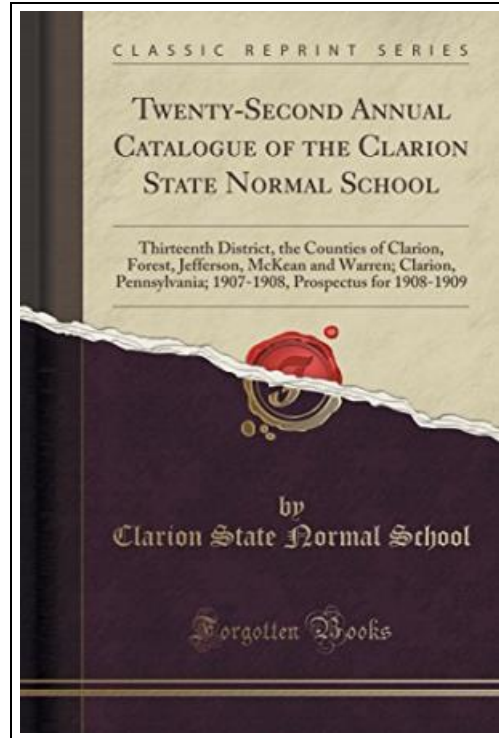 CLASSIC REPRINT SERIES
TWENTY-SECOND ANNUAL
CATALOGUE OF THE CLARION
STATE NORMAL SCHOOL
Thirteenth District, the Counties of Clarion,
Forest, Jefferson, McKean and Warren; Clarion,
Pennsylvania; 1907-1908, Prospectus for 1908-1909
by
Clarion State Normal School
Forgotten Books